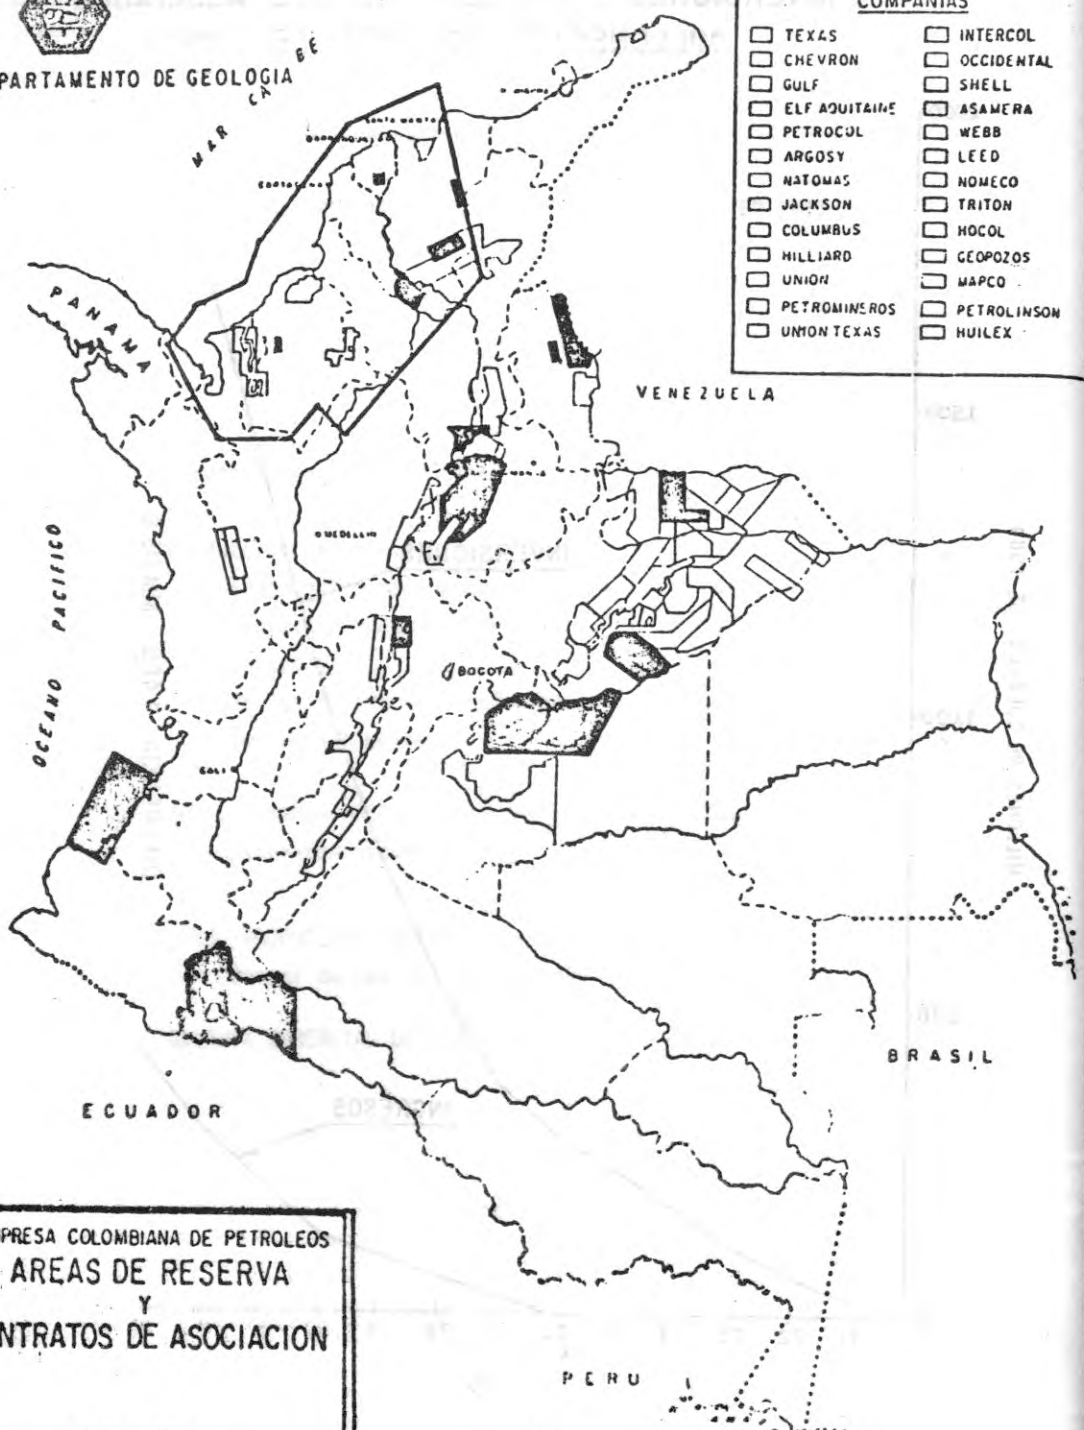 COMPAÑIAS
TEXAS
CHEVRON
GULF
ELF AQUITAINE
PETROCOL
ARGOSY
NATOMAS
JACKSON
COLUMBUS
HILLIARD
UNION
PETROMINEROS
UNION TEXAS
INTERCOL
OCCIDENTAL
SHELL
ASAMERA
WEBB
LEED
NOMECO
TRITON
HOCOL
GEOPOZOS
MAPCO
PETROLINSON
HUILEX
PARTAMENTO DE GEOLOGIA
MAR CARIBE
SANTA MARTA
PANAMA
VENEZUELA
MEDELLIN
OCEANO PACIFICO
BOGOTA
CALI
BRASIL
ECUADOR
PERU
PRESA COLOMBIANA DE PETROLEOS
AREAS DE RESERVA
Y
NTRATOS DE ASOCIACION